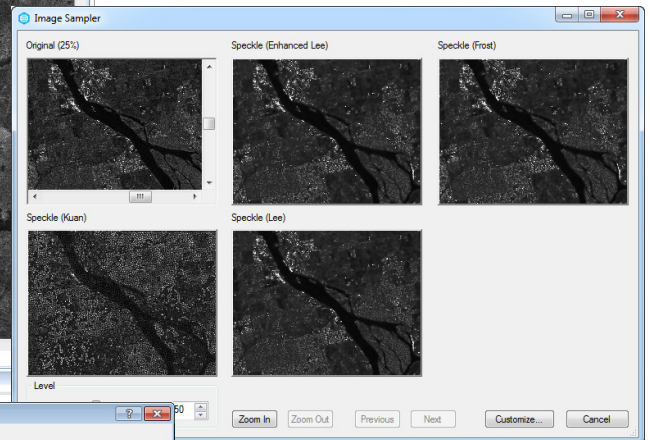 Image Sampler
Original (25%)
Speckle (Enhanced Lee)
Speckle (Frost)
Speckle (Kuan)
Speckle (Lee)
Level
50
Zoom In
Zoom Out
Previous
Next
Customize...
Cancel